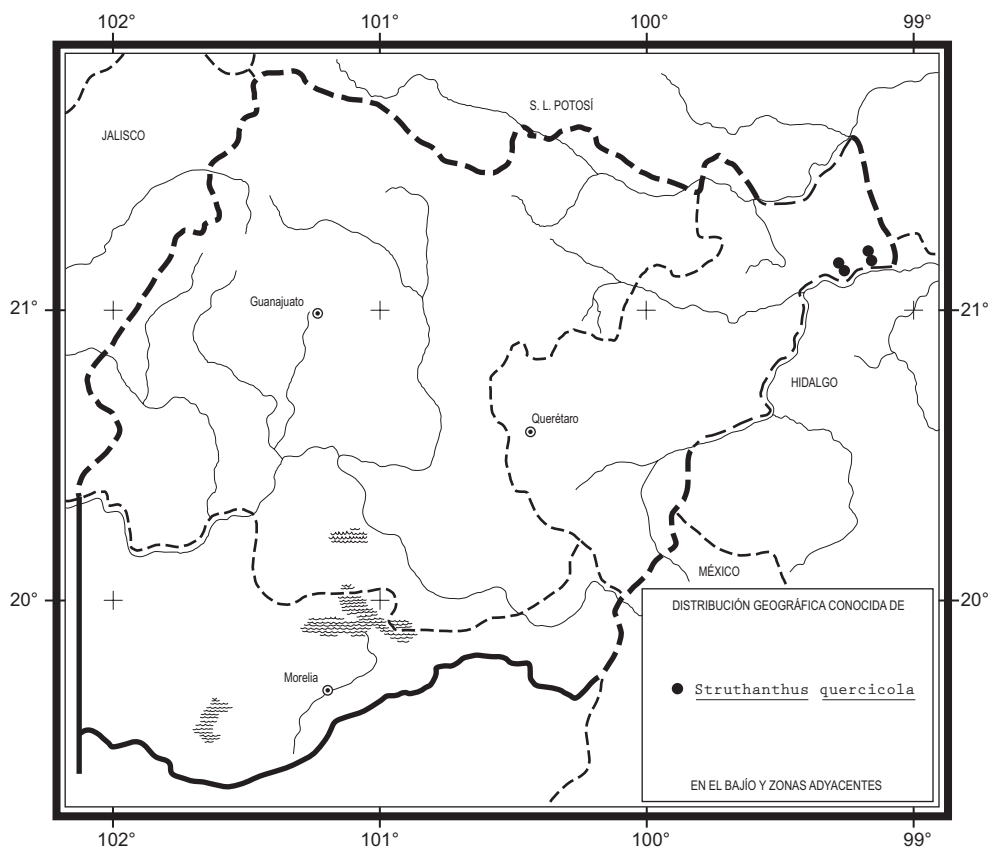 102° 101° 100° 99°
S. L. POTOSÍ
JALISCO
Guanajuato
21° 21°
HIDALGO
Querétaro
MÉXICO
20° 20°
DISTRIBUCIÓN GEOGRÁFICA CONOCIDA DE
Morelia
Struthanthus quercicola
EN EL BAJÍO Y ZONAS ADYACENTES
102° 101° 100° 99°